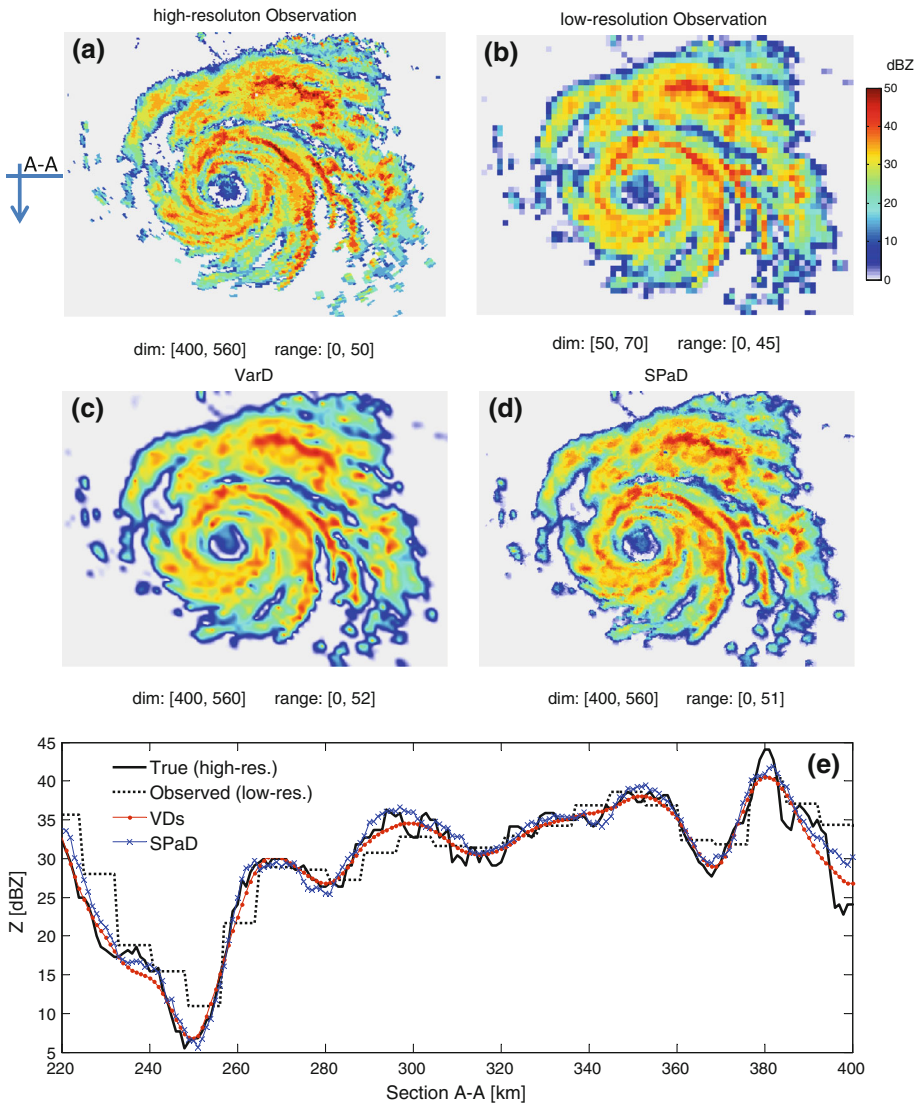 high-resoluton Observation
low-resolution Observation
(a)
(b)
dBZ
50
40
30
20
10
0
A-A
dim: [400, 560] range: [0, 50]
dim: [50, 70] range: [0, 45]
VarD
SPaD
(c)
(d)
dim: [400, 560] range: [0, 52]
dim: [400, 560] range: [0, 51]
(e)
True (high-res.)
Observed (low-res.)
VDs
SPaD
Z [dBZ]
45
40
35
30
25
20
15
10
5
220 240 260 280 300 320 340 360 380 400
Section A-A [km]